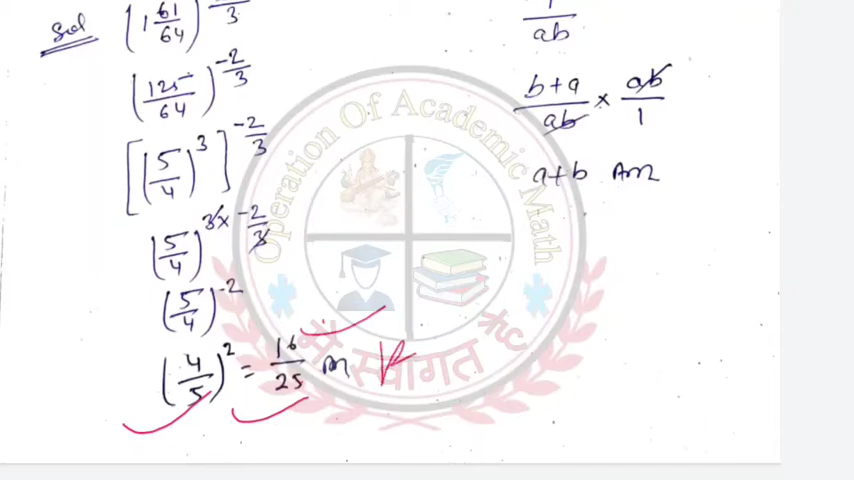 Sol (1 61/64)^-2/3
(125/64)^-2/3
[(5/4)^3]^-2/3
(5/4)^3×-2/3
(5/4)^-2
(4/5)^2 = 16/25 Am
1/ab
b+a/ab × ab/1
a+b Am
Operation Of Academic Math
में स्वागत है